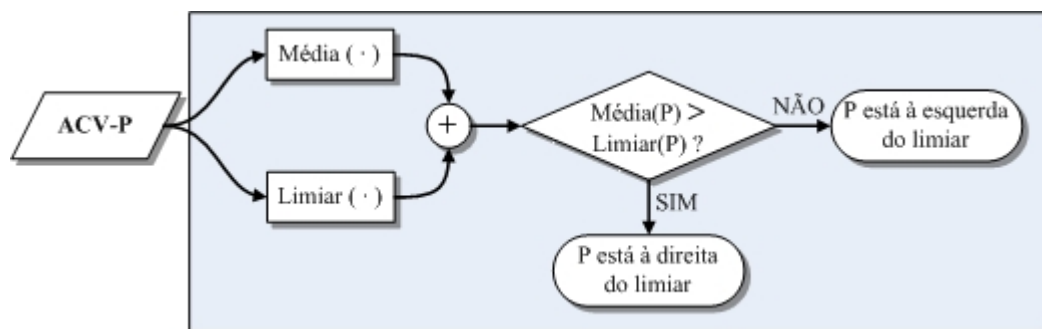 ACV-P
Média ( · )
Limiar ( · )
+
Média(P) >
Limiar(P) ?
NÃO
P está à esquerda
do limiar
SIM
P está à direita
do limiar